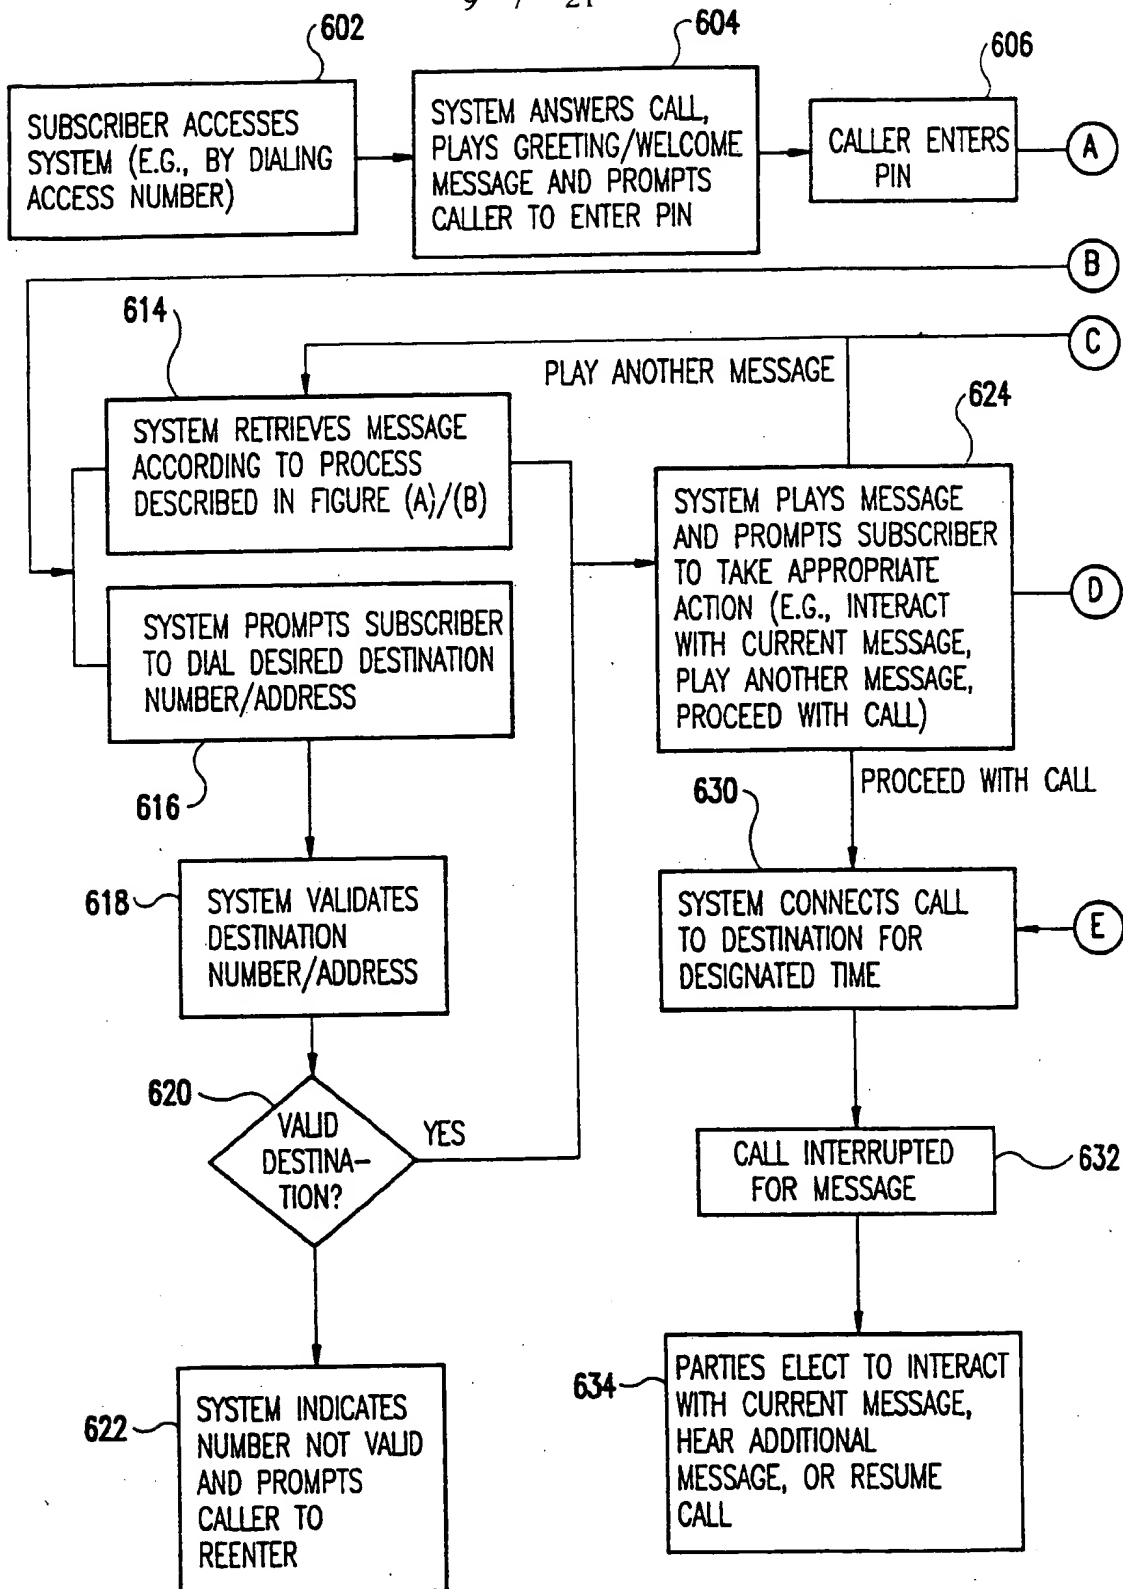 9 / 21
602
604
606
SUBSCRIBER ACCESSES
SYSTEM (E.G., BY DIALING
ACCESS NUMBER)
SYSTEM ANSWERS CALL,
PLAYS GREETING/WELCOME
MESSAGE AND PROMPTS
CALLER TO ENTER PIN
CALLER ENTERS
PIN
A
B
C
614
PLAY ANOTHER MESSAGE
624
SYSTEM RETRIEVES MESSAGE
ACCORDING TO PROCESS
DESCRIBED IN FIGURE (A)/(B)
SYSTEM PROMPTS SUBSCRIBER
TO DIAL DESIRED DESTINATION
NUMBER/ADDRESS
616
SYSTEM PLAYS MESSAGE
AND PROMPTS SUBSCRIBER
TO TAKE APPROPRIATE
ACTION (E.G., INTERACT
WITH CURRENT MESSAGE,
PLAY ANOTHER MESSAGE,
PROCEED WITH CALL)
D
PROCEED WITH CALL
630
618
SYSTEM VALIDATES
DESTINATION
NUMBER/ADDRESS
SYSTEM CONNECTS CALL
TO DESTINATION FOR
DESIGNATED TIME
E
620
VALID
DESTINA-
TION?
YES
CALL INTERRUPTED
FOR MESSAGE
632
622
SYSTEM INDICATES
NUMBER NOT VALID
AND PROMPTS
CALLER TO
REENTER
634
PARTIES ELECT TO INTERACT
WITH CURRENT MESSAGE,
HEAR ADDITIONAL
MESSAGE, OR RESUME
CALL